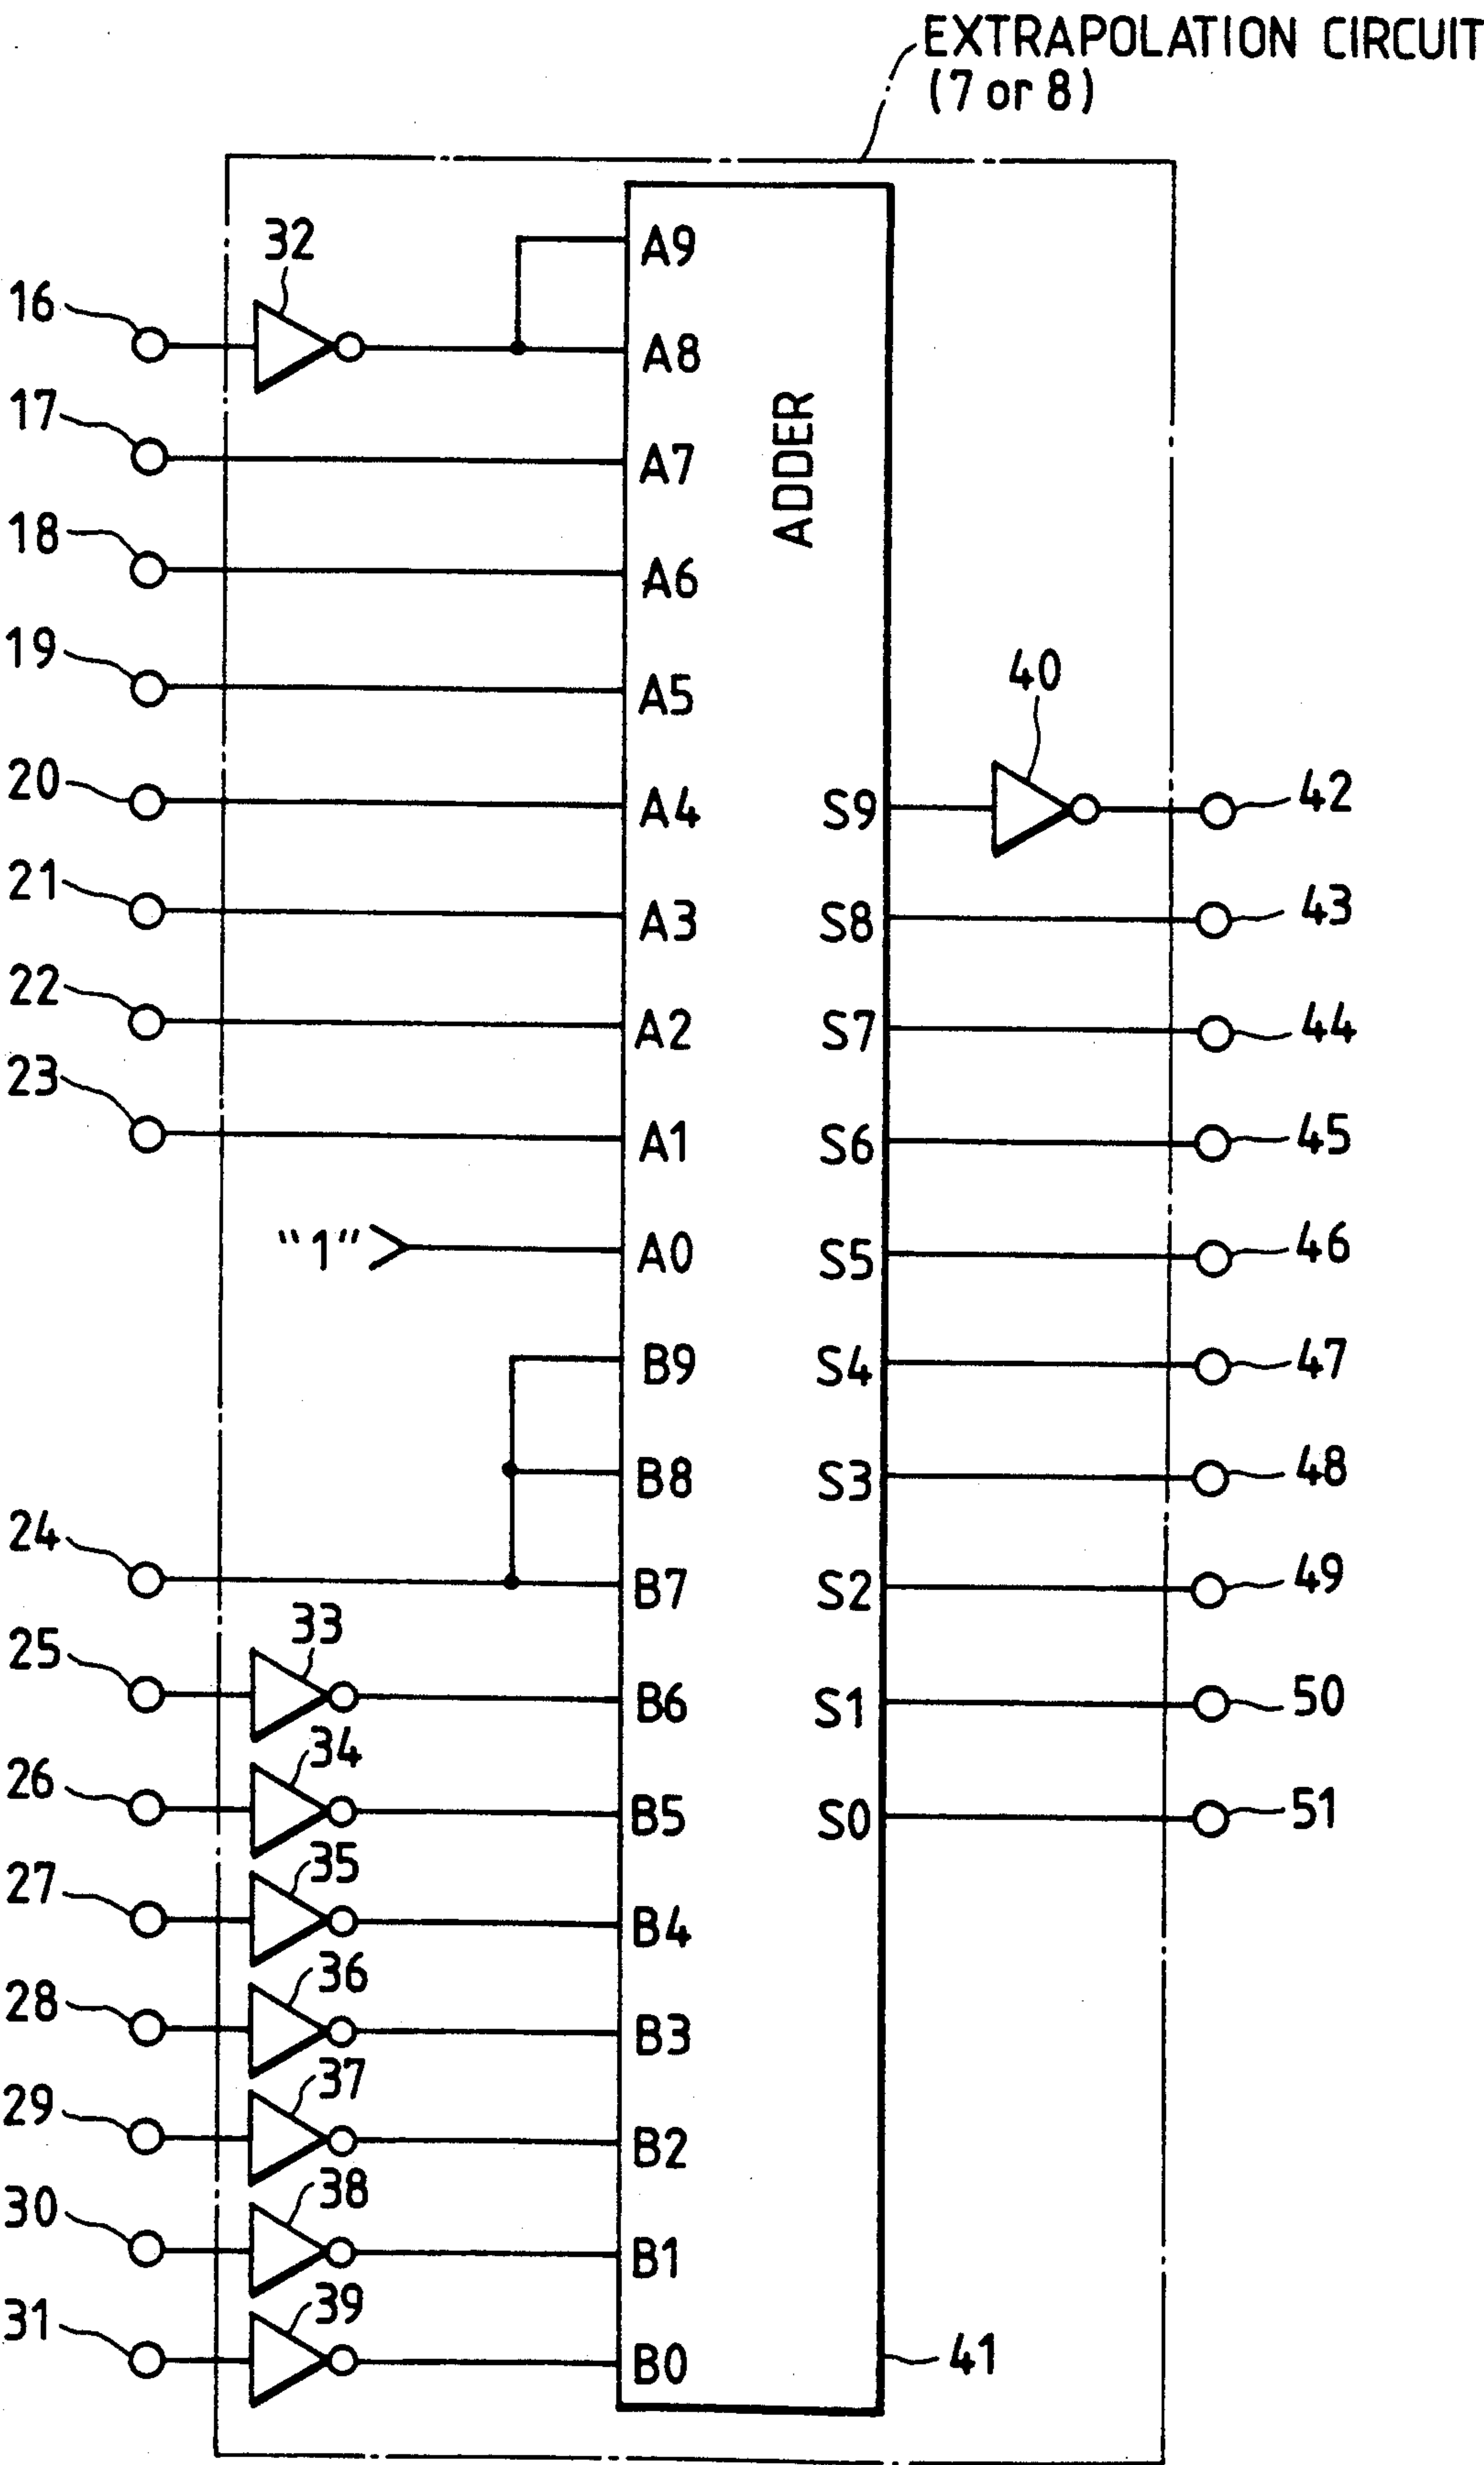 EXTRAPOLATION CIRCUIT
(7 or 8)
32
A9
16
A8
17
A7
ADDER
18
A6
19
A5
40
20
A4
S9
42
21
A3
S8
43
22
A2
S7
44
23
A1
S6
45
"1"
A0
S5
46
B9
S4
47
B8
S3
48
24
B7
S2
49
25
33
B6
S1
50
26
34
B5
S0
51
27
35
B4
28
36
B3
29
37
B2
30
38
B1
31
39
B0
41